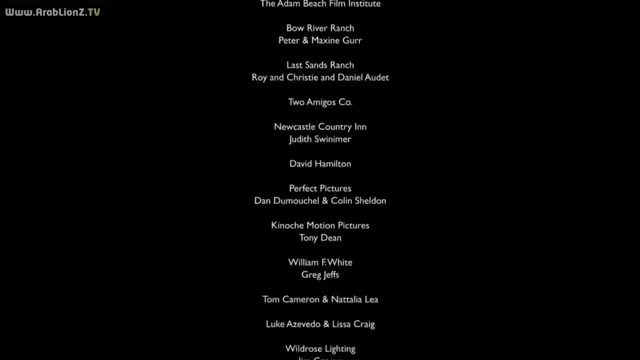 Www.ArabLionZ.TV
The Adam Beach Film Institute
Bow River Ranch
Peter & Maxine Gurr
Last Sands Ranch
Roy and Christie and Daniel Audet
Two Amigos Co.
Newcastle Country Inn
Judith Swinimer
David Hamilton
Perfect Pictures
Dan Dumouchel & Colin Sheldon
Kinoche Motion Pictures
Tony Dean
William F. White
Greg Jeffs
Tom Cameron & Nattalia Lea
Luke Azevedo & Lissa Craig
Wildrose Lighting